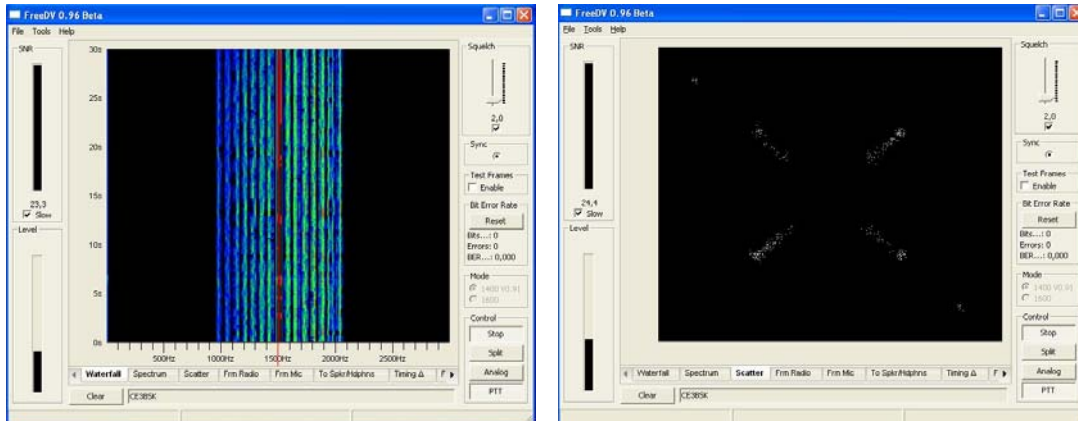 FreeDV 0.96 Beta
File Tools Help
SNR
23,3
Slow
Level
30s
25s
20s
15s
10s
5s
0s
500Hz 1000Hz 1500Hz 2000Hz 2500Hz
Waterfall Spectrum Scatter Frm Radio Frm Mic To Spkr/Hdphns Timing Δ F
Clear CE3BSK
Squelch
2,0
Sync
Test Frames
Enable
Bit Error Rate
Reset
Bits...: 0
Errors: 0
BER...: 0,000
Mode
1400 V0.91
1600
Control
Stop
Split
Analog
PTT
FreeDV 0.96 Beta
File Tools Help
SNR
24,4
Slow
Level
Waterfall Spectrum Scatter Frm Radio Frm Mic To Spkr/Hdphns Timing Δ F
Clear CE3BSK
Squelch
2,0
Sync
Test Frames
Enable
Bit Error Rate
Reset
Bits...: 0
Errors: 0
BER...: 0,000
Mode
1400 V0.91
1600
Control
Stop
Split
Analog
PTT